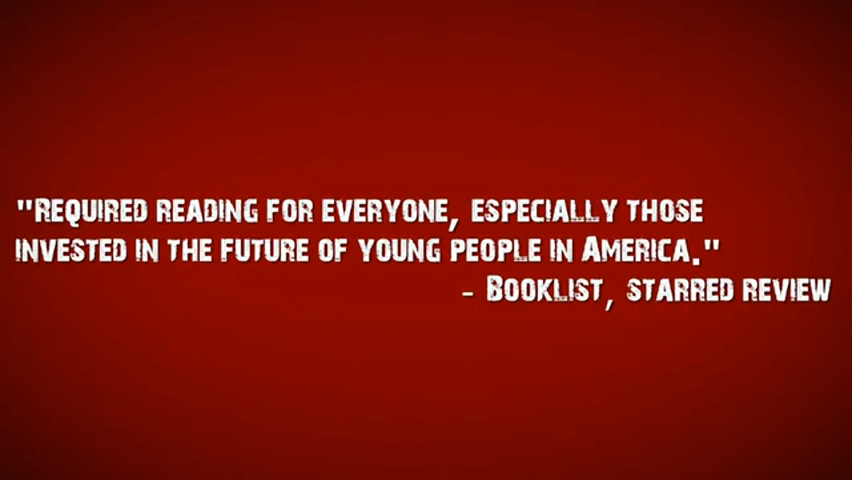 "Required reading for everyone, especially those
invested in the future of young people in America."
- Booklist, starred review